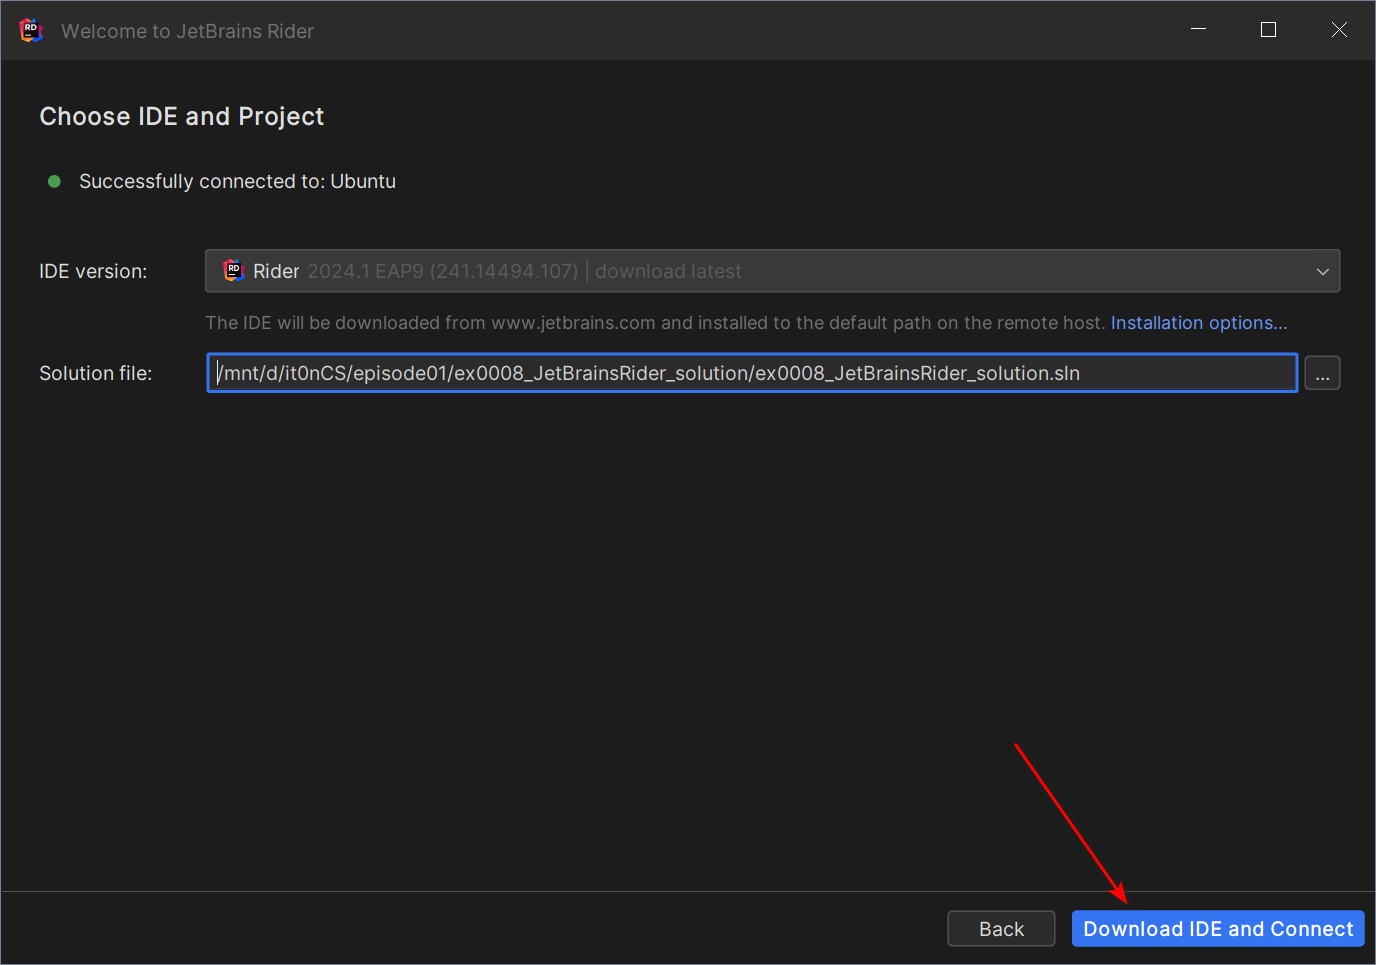 RD Welcome to JetBrains Rider
Choose IDE and Project
Successfully connected to: Ubuntu
IDE version: RD Rider 2024.1 EAP9 (241.14494.107) | download latest
The IDE will be downloaded from www.jetbrains.com and installed to the default path on the remote host. Installation options...
Solution file: /mnt/d/it0nCS/episode01/ex0008_JetBrainsRider_solution/ex0008_JetBrainsRider_solution.sln ...
Back Download IDE and Connect